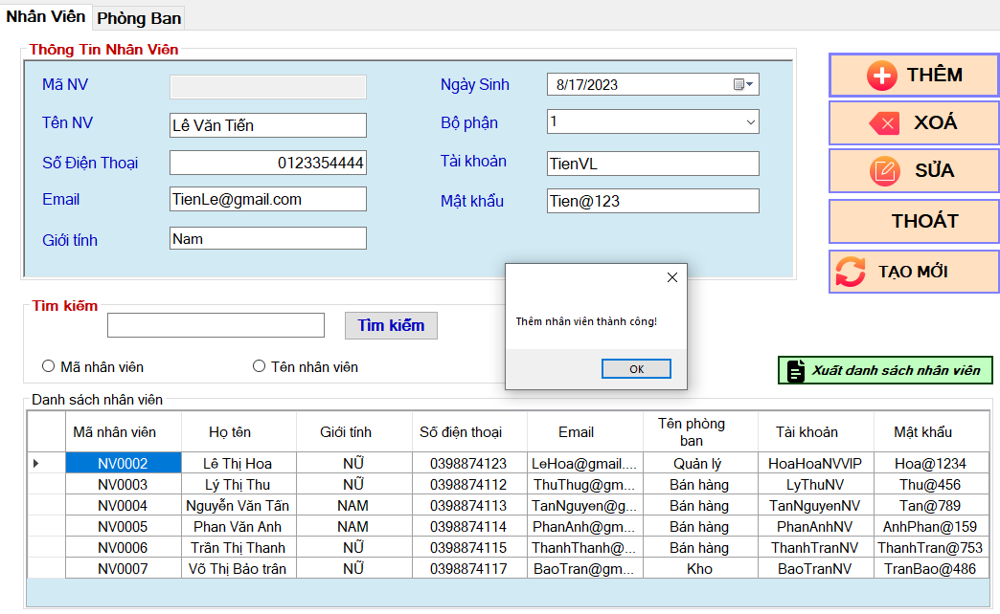 Nhân Viên Phòng Ban
Thông Tin Nhân Viên
Mã NV
Ngày Sinh 8/17/2023
Tên NV Lê Văn Tiến
Bộ phận 1
Số Điện Thoại 0123354444
Tài khoản TienVL
Email TienLe@gmail.com
Mật khẩu Tien@123
Giới tính Nam
THÊM
XOÁ
SỬA
THOÁT
TẠO MỚI
Tìm kiếm
Tìm kiếm
Mã nhân viên Tên nhân viên
Thêm nhân viên thành công!
OK
Xuất danh sách nhân viên
Danh sách nhân viên
Mã nhân viên Họ tên Giới tính Số điện thoại Email Tên phòng ban Tài khoản Mật khẩu
NV0002 Lê Thị Hoa NỮ 0398874123 LeHoa@gmail.... Quản lý HoaHoaNVVIP Hoa@1234
NV0003 Lý Thị Thu NỮ 0398874112 ThuThug@gm... Bán hàng LyThuNV Thu@456
NV0004 Nguyễn Văn Tấn NAM 0398874113 TanNguyen@g... Bán hàng TanNguyenNV Tan@789
NV0005 Phan Văn Anh NAM 0398874114 PhanAnh@gm... Bán hàng PhanAnhNV AnhPhan@159
NV0006 Trân Thị Thanh NỮ 0398874115 ThanhThanh@... Bán hàng ThanhTranNV ThanhTran@753
NV0007 Võ Thị Bảo trân NỮ 0398874117 BaoTran@gm... Kho BaoTranNV TranBao@486